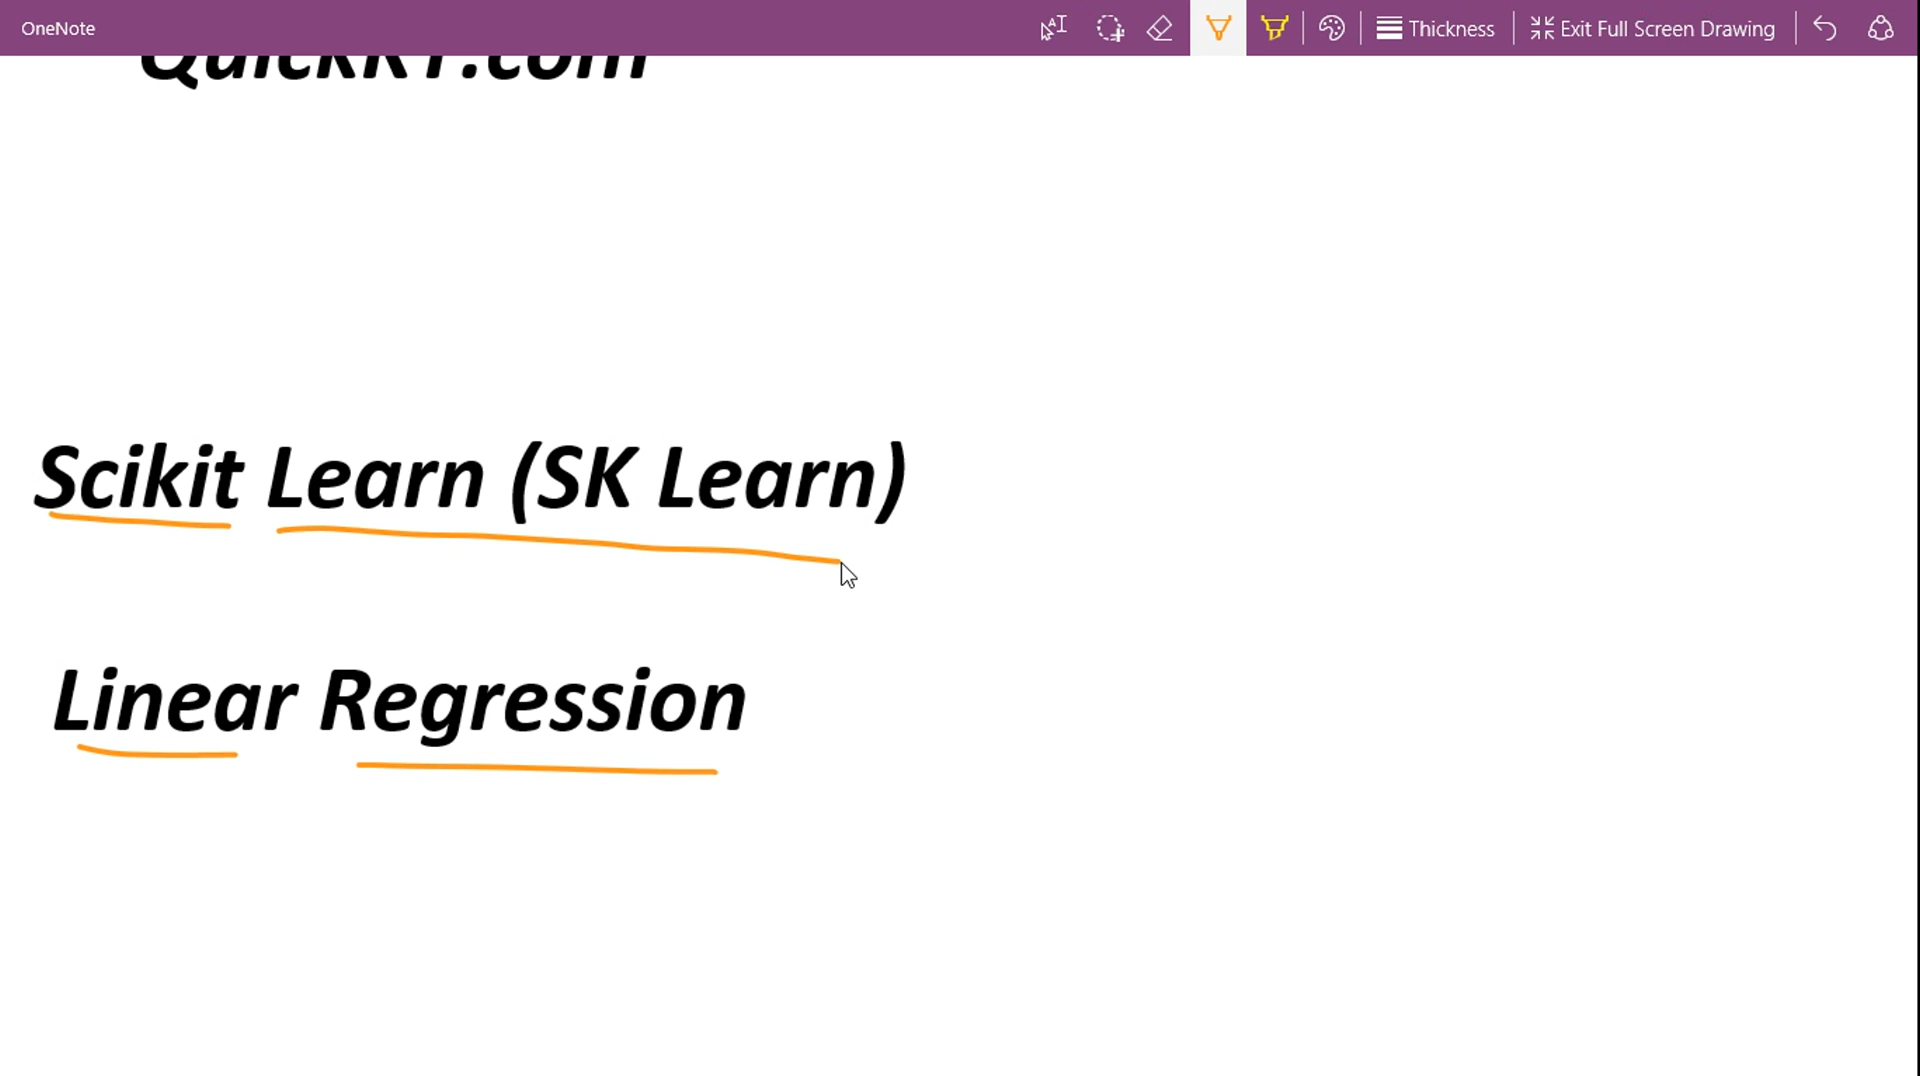 OneNote
Thickness
Exit Full Screen Drawing
Scikit Learn (SK Learn)
Linear Regression